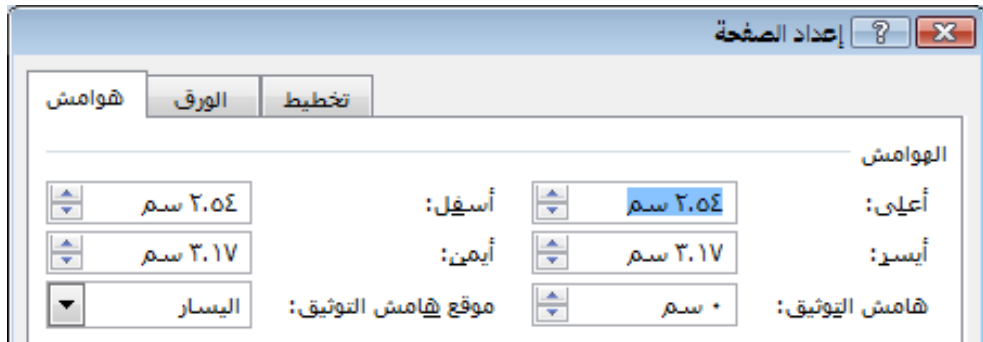 إعداد الصفحة
هوامش الورق تخطيط
الهوامش
أعلى: ٢.٥٤ سم أسفل: ٢.٥٤ سم
أيسر: ٣.١٧ سم أيمن: ٣.١٧ سم
هامش التوثيق: ٠ سم موقع هامش التوثيق: اليسار